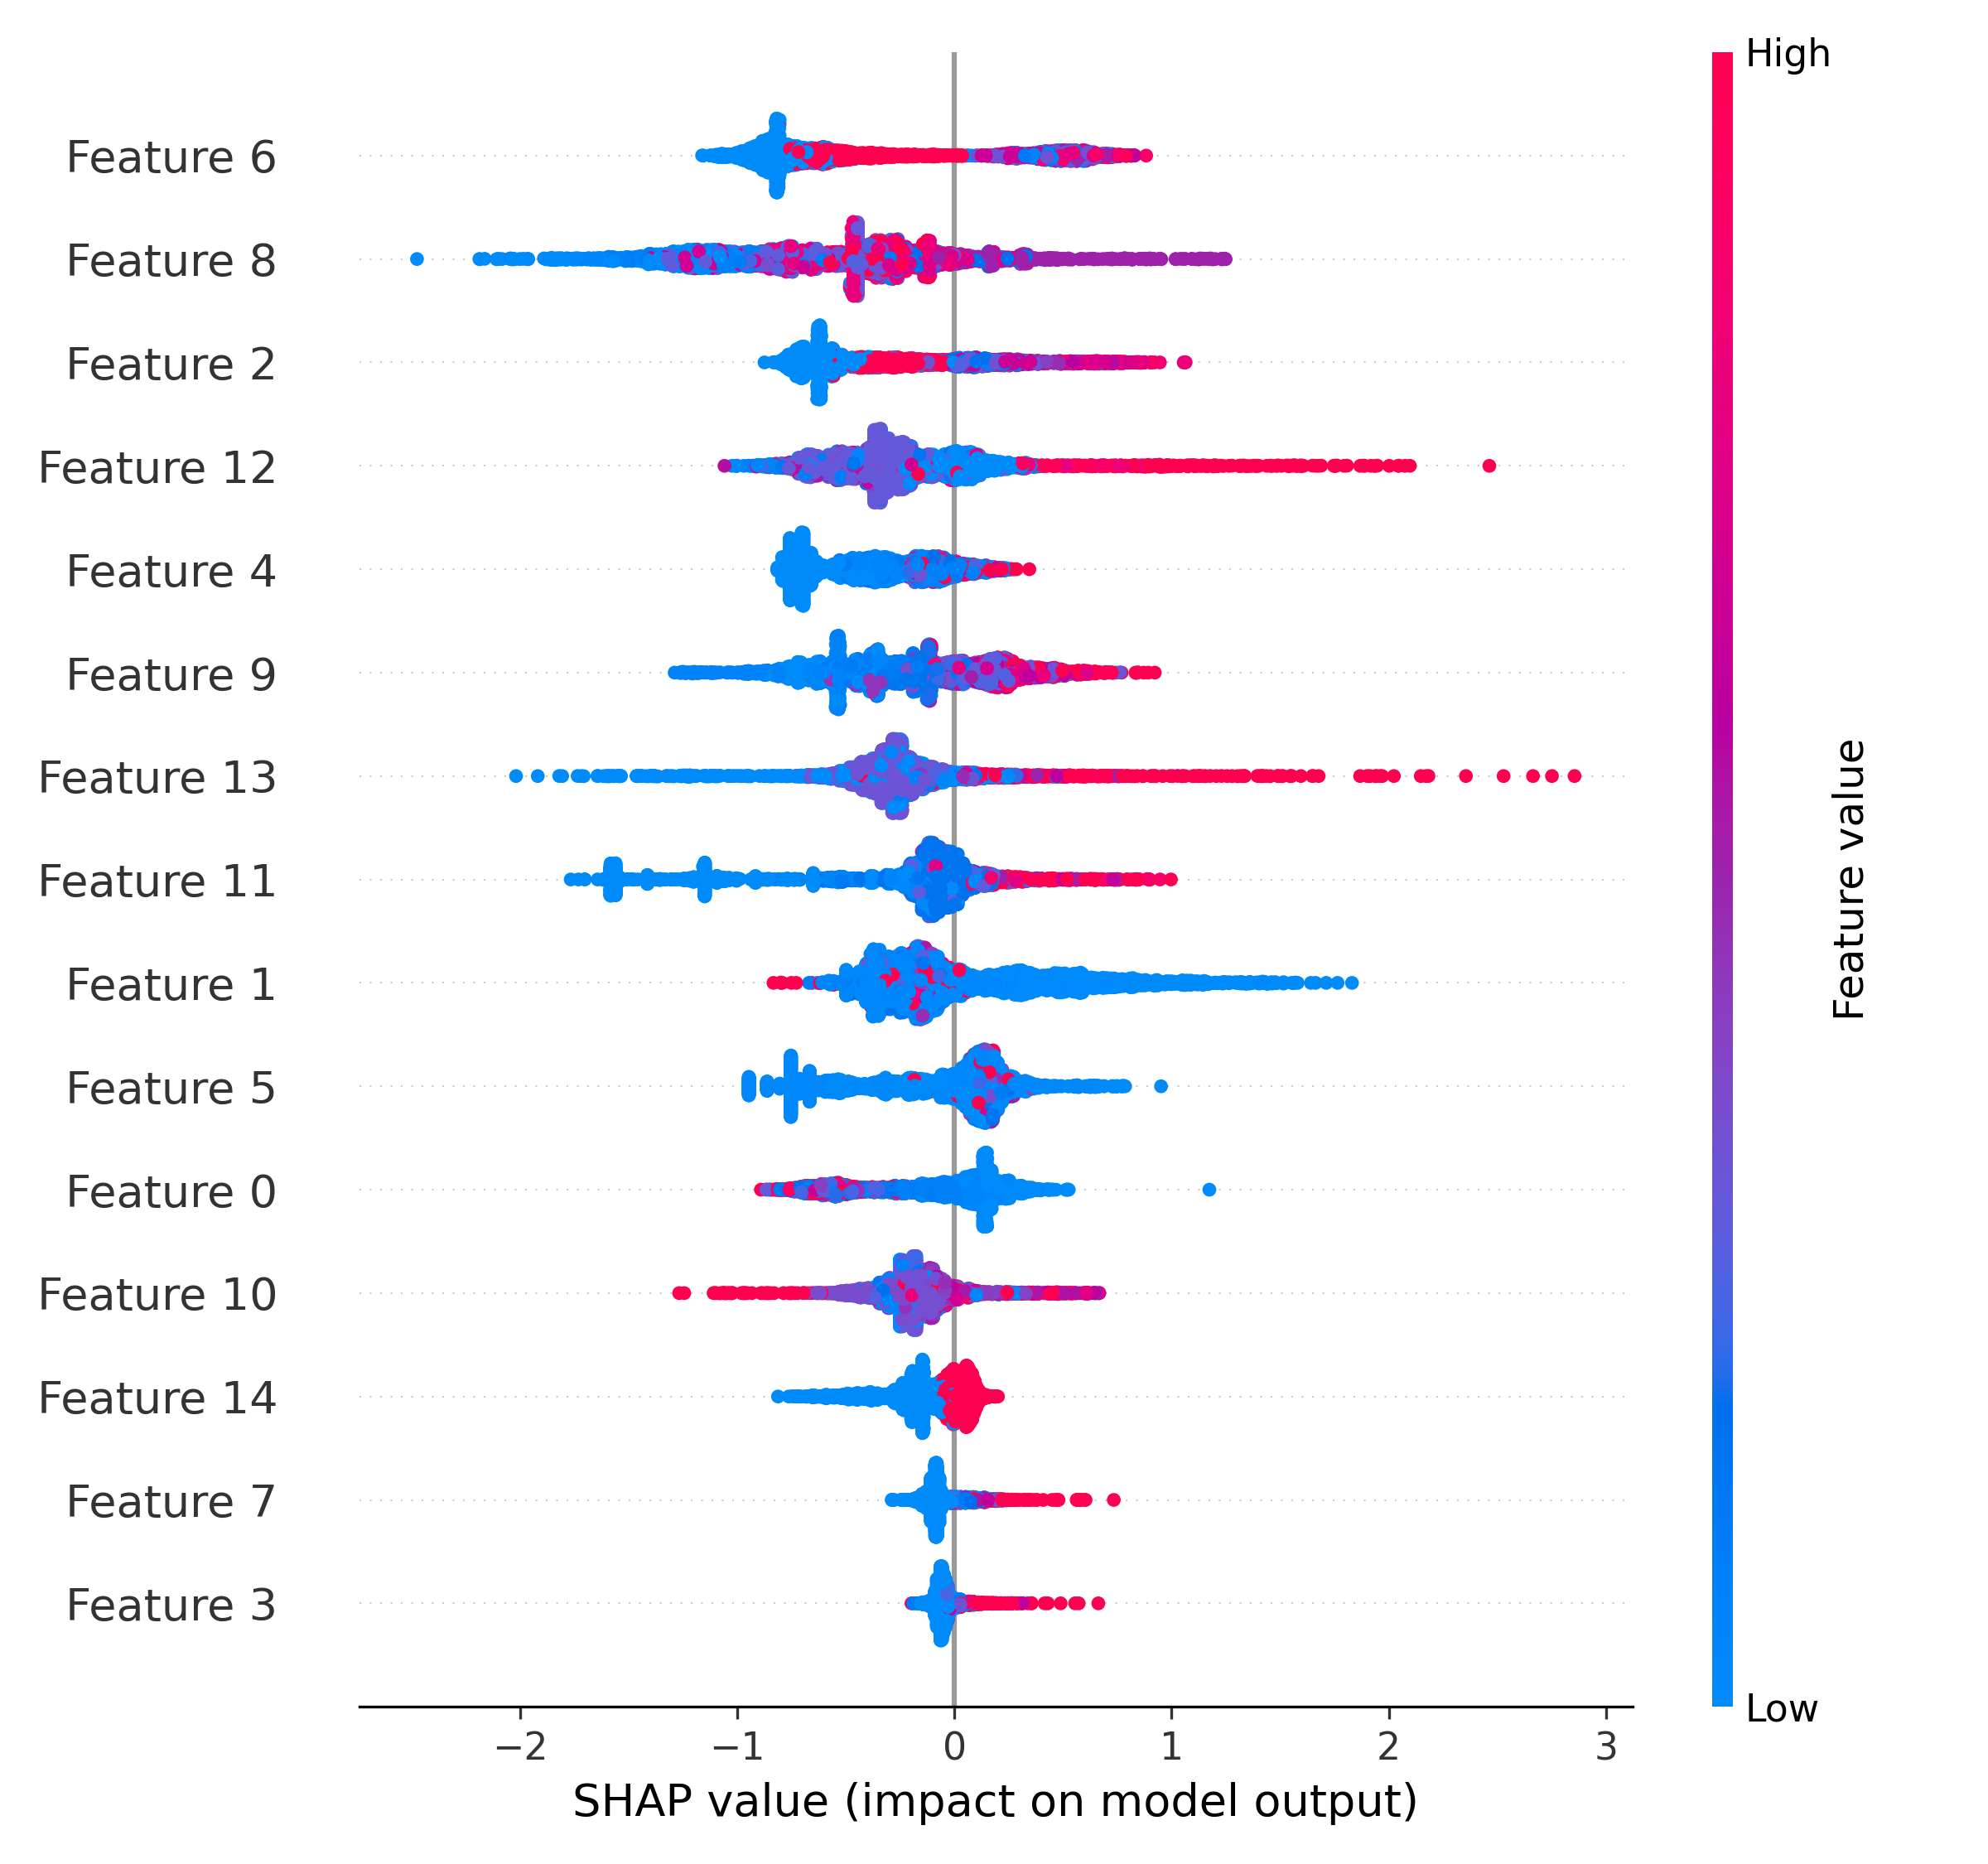 High
Feature 6
Feature 8
Feature 2
Feature 12
Feature 4
Feature 9
Feature 13
Feature 11
Feature 1
Feature 5
Feature 0
Feature 10
Feature 14
Feature 7
Feature 3
Feature value
Low
−2 −1 0 1 2 3
SHAP value (impact on model output)